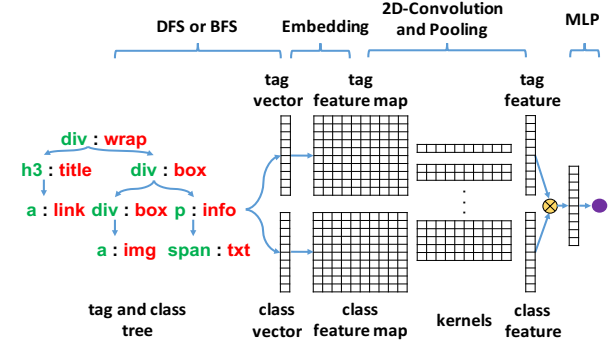 DFS or BFS
Embedding
2D-Convolution
and Pooling
MLP
tag
vector
tag
feature map
tag
feature
div : wrap
h3 : title
div : box
a : link
div : box
p : info
a : img
span : txt
tag and class
tree
class
vector
class
feature map
kernels
class
feature